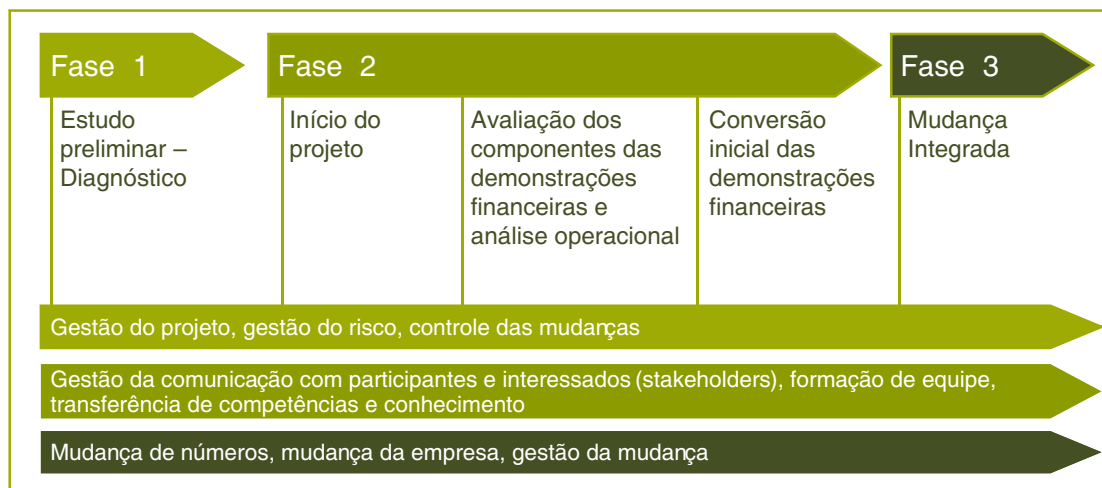 Fase 1
Fase 2
Fase 3
Estudo
preliminar –
Diagnóstico
Início do
projeto
Avaliação dos
componentes das
demonstrações
financeiras e
análise operacional
Conversão
inicial das
demonstrações
financeiras
Mudança
Integrada
Gestão do projeto, gestão do risco, controle das mudanças
Gestão da comunicação com participantes e interessados (stakeholders), formação de equipe,
transferência de competências e conhecimento
Mudança de números, mudança da empresa, gestão da mudança